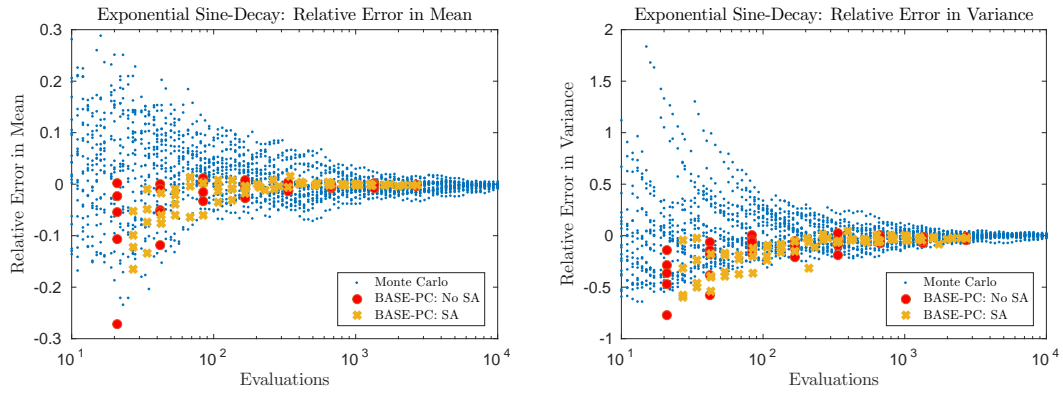 Exponential Sine-Decay: Relative Error in Mean
0.3
0.2
0.1
0
-0.1
-0.2
-0.3
Relative Error in Mean
Monte Carlo
BASE-PC: No SA
BASE-PC: SA
10^1
10^2
10^3
10^4
Evaluations
Exponential Sine-Decay: Relative Error in Variance
2
1.5
1
0.5
0
-0.5
-1
Relative Error in Variance
Monte Carlo
BASE-PC: No SA
BASE-PC: SA
10^1
10^2
10^3
10^4
Evaluations